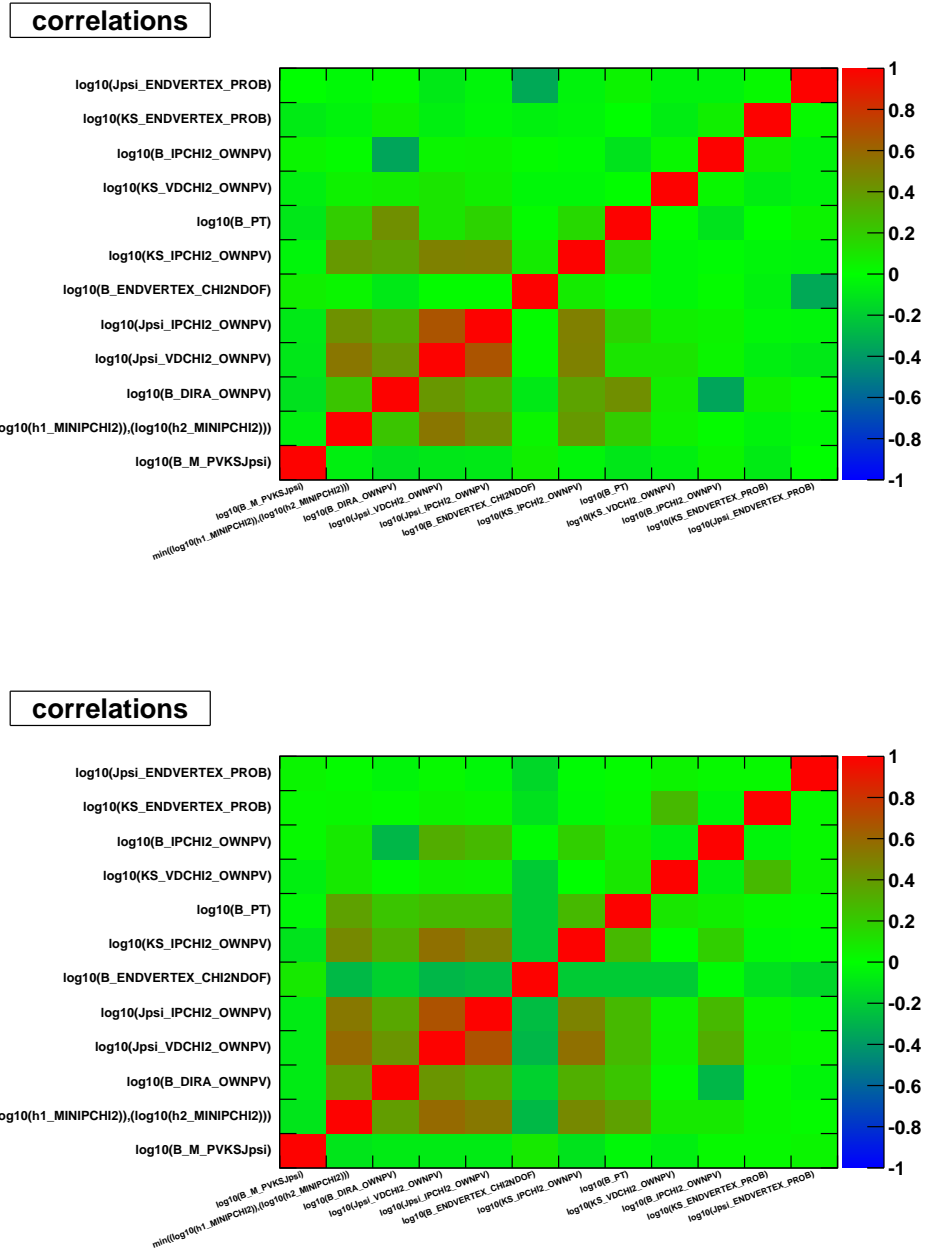 correlations
log10(Jpsi_ENDVERTEX_PROB)
log10(KS_ENDVERTEX_PROB)
log10(B_IPCHI2_OWNPV)
log10(KS_VDCHI2_OWNPV)
log10(B_PT)
log10(KS_IPCHI2_OWNPV)
log10(B_ENDVERTEX_CHI2NDOF)
log10(Jpsi_IPCHI2_OWNPV)
log10(Jpsi_VDCHI2_OWNPV)
log10(B_DIRA_OWNPV)
og10(h1_MINIPCHI2)),(log10(h2_MINIPCHI2)))
log10(B_M_PVKSJpsi)
1
0.8
0.6
0.4
0.2
0
-0.2
-0.4
-0.6
-0.8
-1
log10(B_M_PVKSJpsi)
min((log10(h1_MINIPCHI2)),(log10(h2_MINIPCHI2)))
log10(B_DIRA_OWNPV)
log10(Jpsi_VDCHI2_OWNPV)
log10(Jpsi_IPCHI2_OWNPV)
log10(B_ENDVERTEX_CHI2NDOF)
log10(KS_IPCHI2_OWNPV)
log10(B_PT)
log10(KS_VDCHI2_OWNPV)
log10(B_IPCHI2_OWNPV)
log10(KS_ENDVERTEX_PROB)
log10(Jpsi_ENDVERTEX_PROB)
correlations
log10(Jpsi_ENDVERTEX_PROB)
log10(KS_ENDVERTEX_PROB)
log10(B_IPCHI2_OWNPV)
log10(KS_VDCHI2_OWNPV)
log10(B_PT)
log10(KS_IPCHI2_OWNPV)
log10(B_ENDVERTEX_CHI2NDOF)
log10(Jpsi_IPCHI2_OWNPV)
log10(Jpsi_VDCHI2_OWNPV)
log10(B_DIRA_OWNPV)
og10(h1_MINIPCHI2)),(log10(h2_MINIPCHI2)))
log10(B_M_PVKSJpsi)
1
0.8
0.6
0.4
0.2
0
-0.2
-0.4
-0.6
-0.8
-1
log10(B_M_PVKSJpsi)
min((log10(h1_MINIPCHI2)),(log10(h2_MINIPCHI2)))
log10(B_DIRA_OWNPV)
log10(Jpsi_VDCHI2_OWNPV)
log10(Jpsi_IPCHI2_OWNPV)
log10(B_ENDVERTEX_CHI2NDOF)
log10(KS_IPCHI2_OWNPV)
log10(B_PT)
log10(KS_VDCHI2_OWNPV)
log10(B_IPCHI2_OWNPV)
log10(KS_ENDVERTEX_PROB)
log10(Jpsi_ENDVERTEX_PROB)